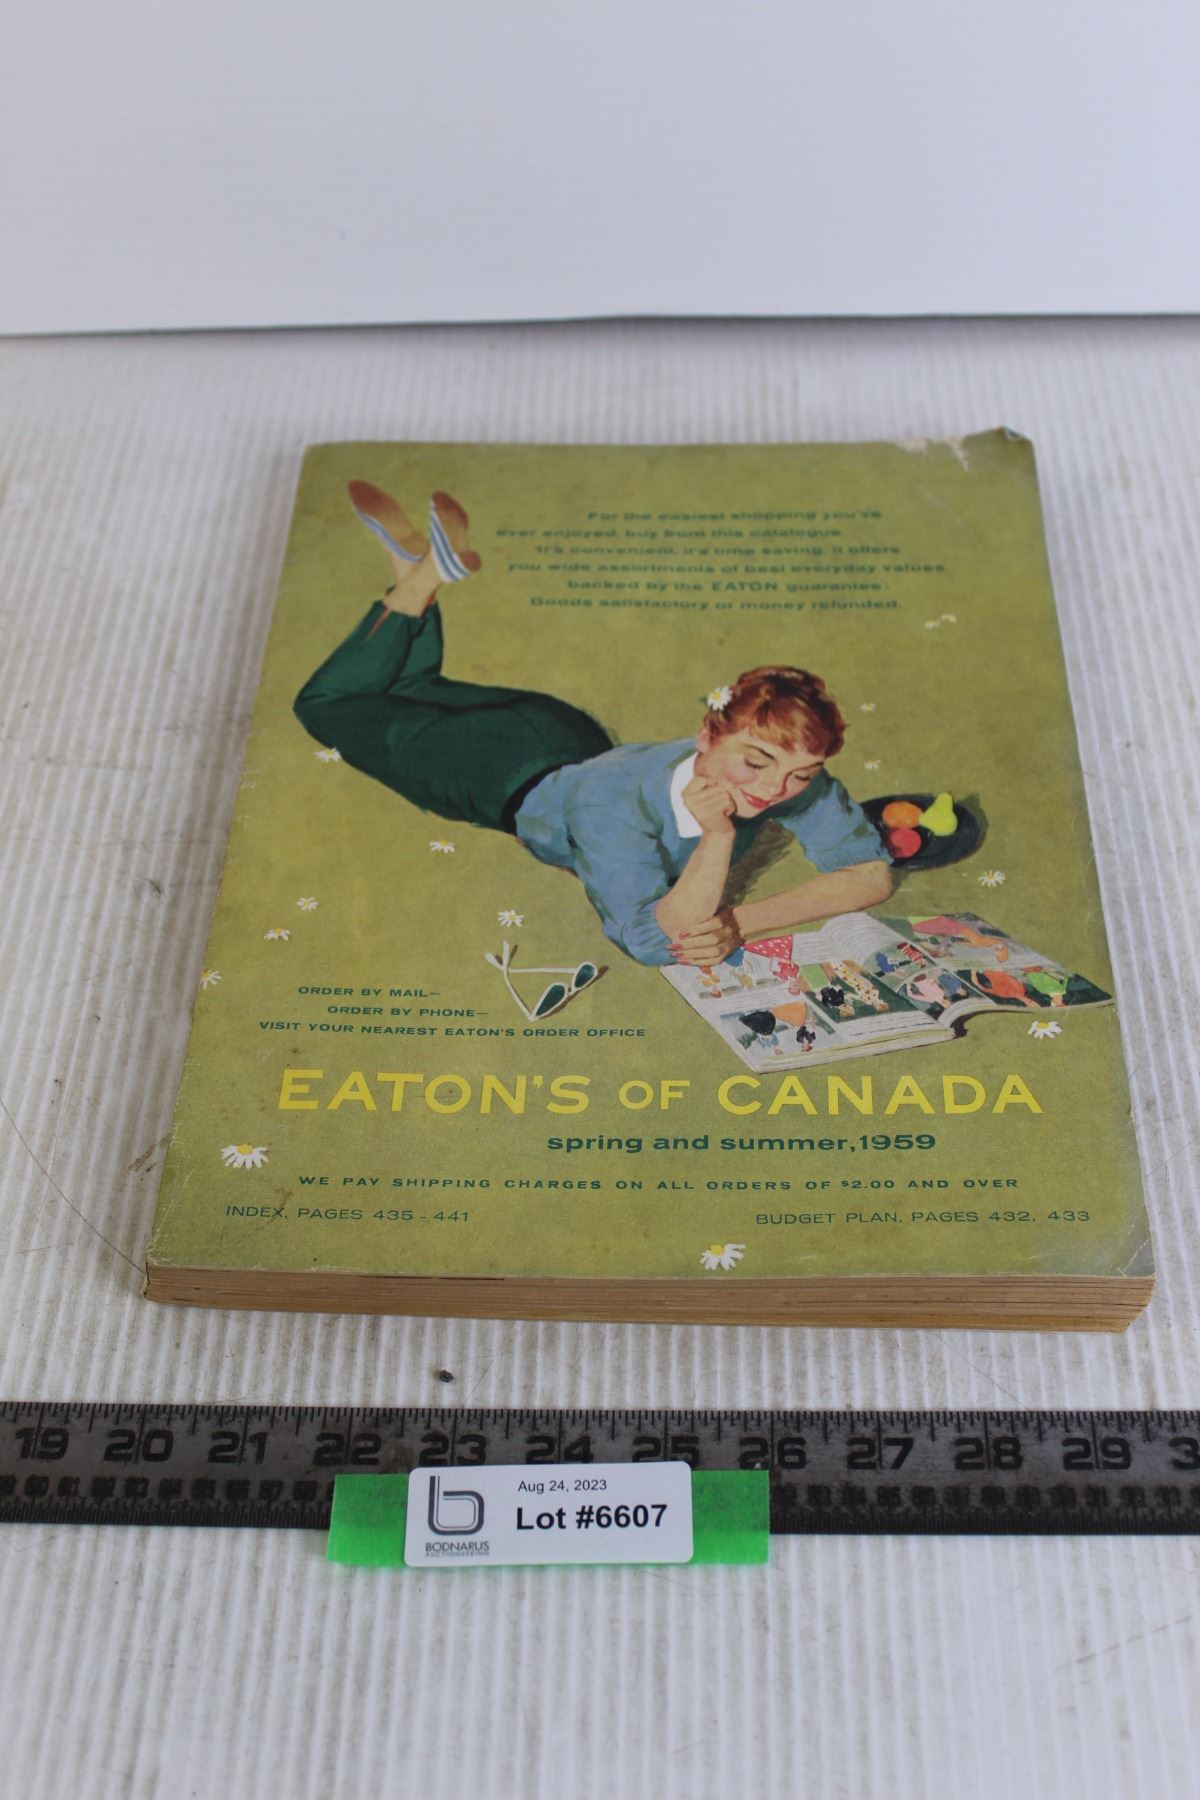 For the easiest shopping you've
ever enjoyed, buy from this catalogue.
It's convenient, it's time saving, it offers
you wide assortments of best everyday values
backed by the EATON guarantee:
Goods satisfactory or money refunded.
ORDER BY MAIL—
ORDER BY PHONE—
VISIT YOUR NEAREST EATON'S ORDER OFFICE
EATON'S OF CANADA
spring and summer, 1959
WE PAY SHIPPING CHARGES ON ALL ORDERS OF $2.00 AND OVER
INDEX, PAGES 435 - 441
BUDGET PLAN, PAGES 432, 433
19 20 21 22 23 24 25 26 27 28 29 3
Aug 24, 2023
Lot #6607
BODNARUS
AUCTIONEERING